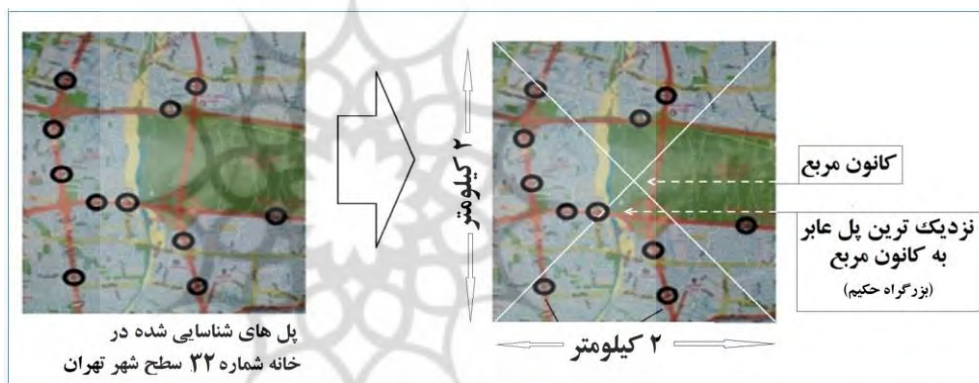 ۲ کیلومتر
کانون مربع
نزدیک ترین پل عابر
به کانون مربع
(بزرگراه حکیم)
۲ کیلومتر
پل های شناسایی شده در
خانه شماره ۳۲ سطح شهر تهران